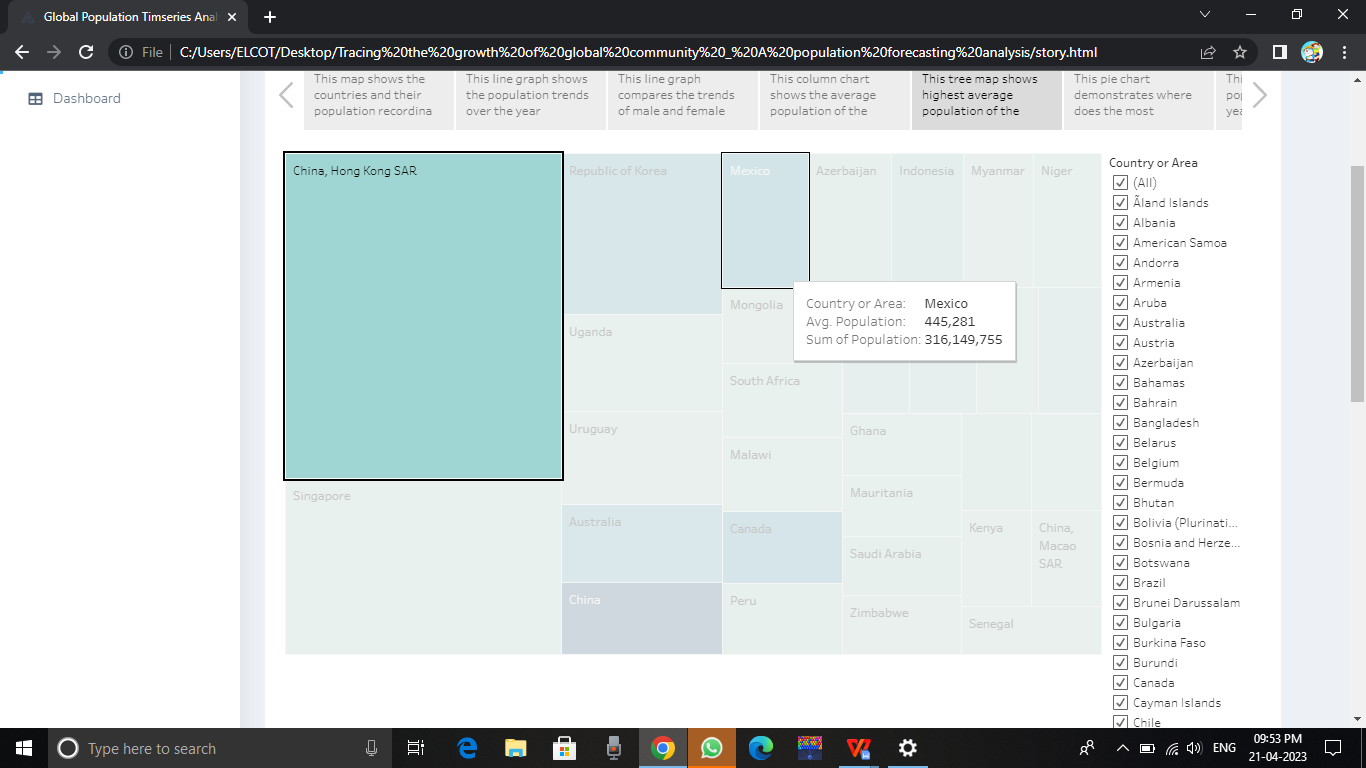 Global Population Timseries Anal
File
C:/Users/ELCOT/Desktop/Tracing%20the%20growth%20of%20global%20community%20_%20A%20population%20forecasting%20analysis/story.html
Dashboard
This map shows the
countries and their
population recordina
This line graph shows
the population trends
over the year
This line graph
compares the trends
of male and female
This column chart
shows the average
population of the
This tree map shows
highest average
population of the
This pie chart
demonstrates where
does the most
China, Hong Kong SAR
Republic of Korea
Mexico
Azerbaijan
Indonesia
Myanmar
Niger
Mongolia
Uganda
South Africa
Uruguay
Malawi
Ghana
Singapore
Mauritania
Australia
Canada
Kenya
China,
Macao
SAR
Saudi Arabia
China
Peru
Zimbabwe
Senegal
Country or Area: Mexico
Avg. Population: 445,281
Sum of Population: 316,149,755
Country or Area
(All)
Ãland Islands
Albania
American Samoa
Andorra
Armenia
Aruba
Australia
Austria
Azerbaijan
Bahamas
Bahrain
Bangladesh
Belarus
Belgium
Bermuda
Bhutan
Bolivia (Plurinati...
Bosnia and Herze...
Botswana
Brazil
Brunei Darussalam
Bulgaria
Burkina Faso
Burundi
Canada
Cayman Islands
Chile
Type here to search
ENG
09:53 PM
21-04-2023